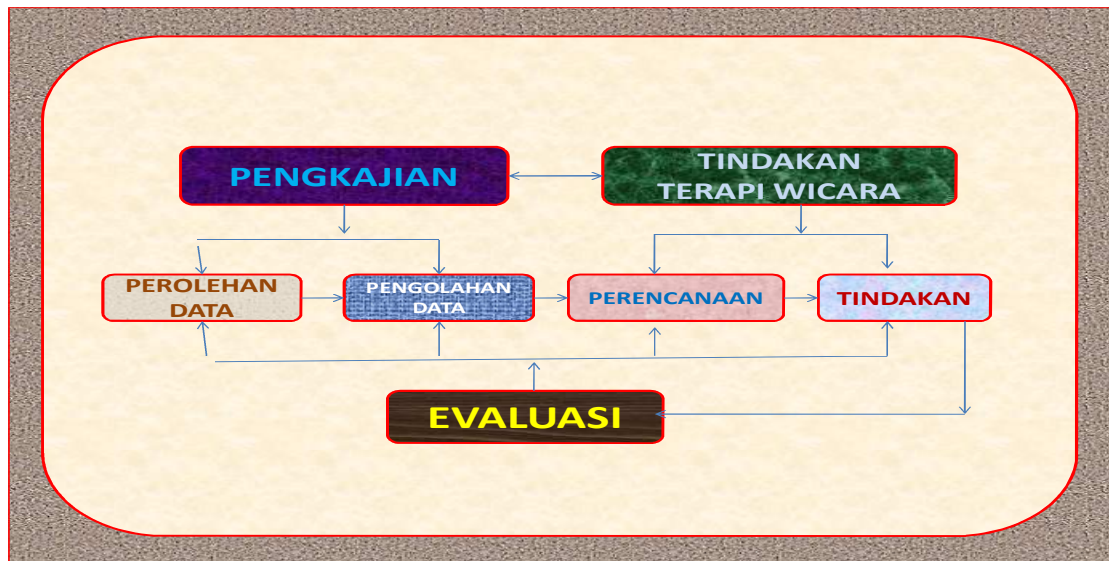 PENGKAJIAN
TINDAKAN
TERAPI WICARA
PEROLEHAN
DATA
PENGOLAHAN
DATA
PERENCANAAN
TINDAKAN
EVALUASI